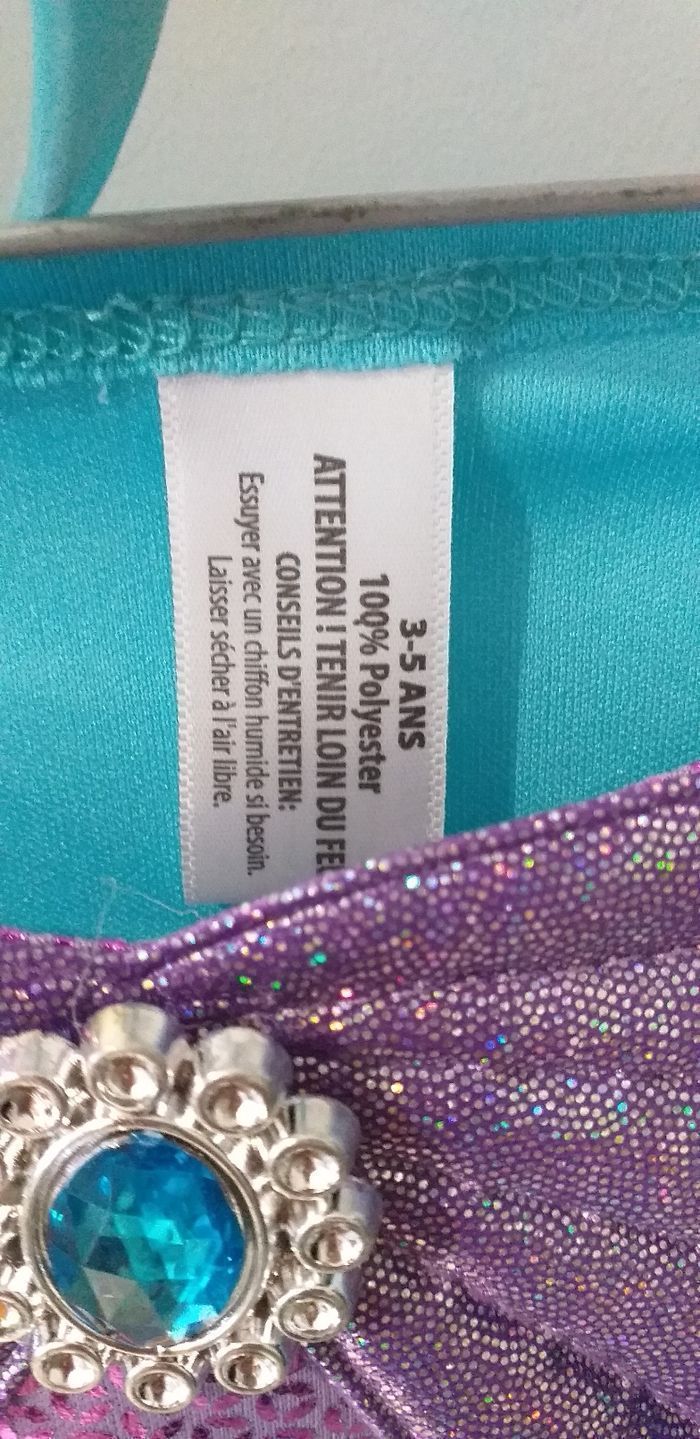 3-5 ANS
100% Polyester
ATTENTION ! TENIR LOIN DU
CONSEILS D'ENTRETIEN:
Essuyer avec un chiffon humide si besoin.
Laisser sécher à l'air libre.